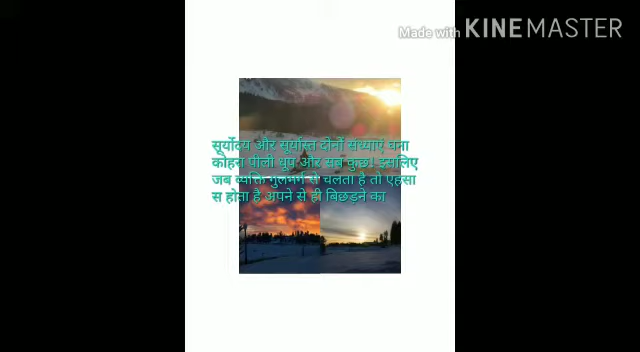 Made with KINEMASTER
सूर्योदय और सूर्यास्त दोनों संध्याएं घना
कोहरा पीली धूप और सब कुछ! इसलिए
जब व्यक्ति गुलमर्ग से चलता है तो एहसा
स होता है अपने से ही बिछड़ने का